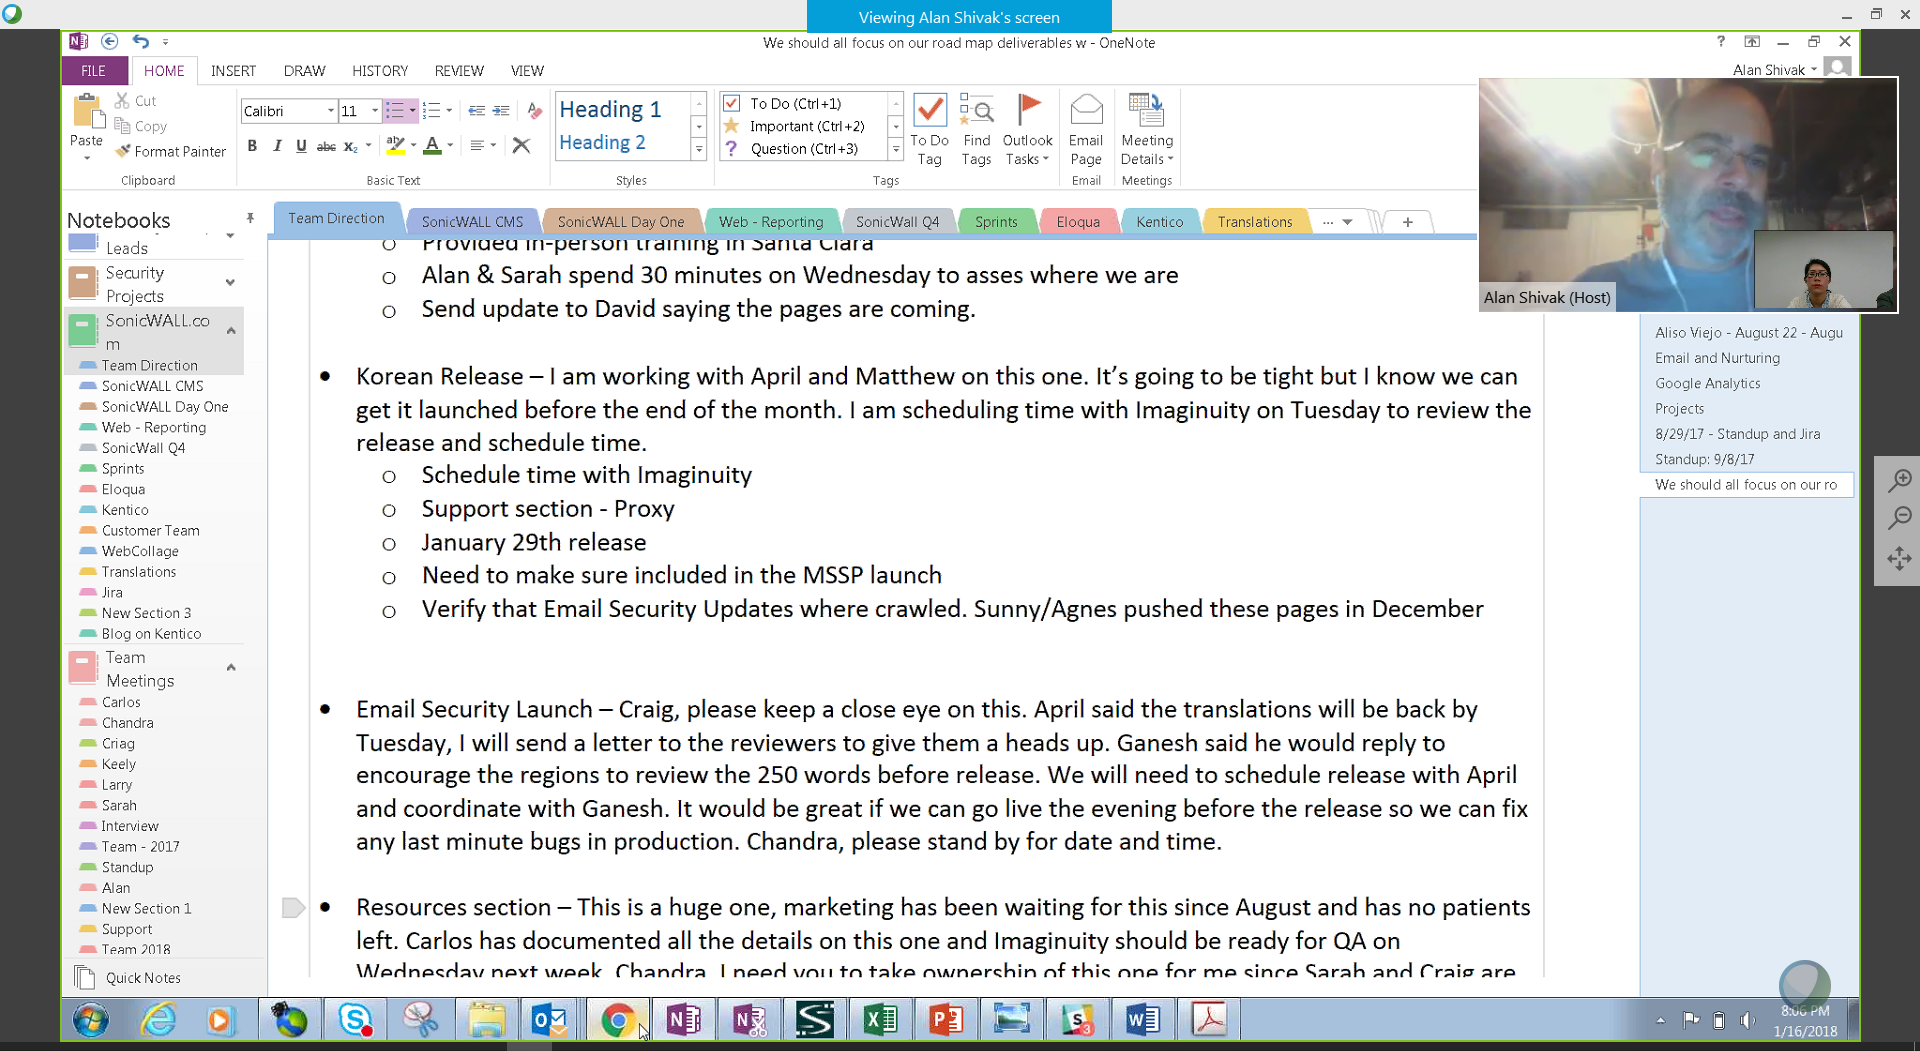 Viewing Alan Shivak's screen
We should all focus on our road map deliverables w - OneNote
FILE HOME INSERT DRAW HISTORY REVIEW VIEW
Alan Shivak
Paste
Cut
Copy
Format Painter
Clipboard
Calibri 11
B I U abc X₂ A
Basic Text
Heading 1
Heading 2
Styles
To Do (Ctrl+1)
Important (Ctrl+2)
Question (Ctrl+3)
To Do Tag
Find Tags
Outlook Tasks
Tags
Email Page
Email
Meeting Details
Meetings
Alan Shivak (Host)
Notebooks
Team Direction SonicWALL CMS SonicWALL Day One Web - Reporting SonicWall Q4 Sprints Eloqua Kentico Translations ... +
Leads
Security
Projects
SonicWALL.co
m
Team Direction
SonicWALL CMS
SonicWALL Day One
Web - Reporting
SonicWall Q4
Sprints
Eloqua
Kentico
Customer Team
WebCollage
Translations
Jira
New Section 3
Blog on Kentico
Team
Meetings
Carlos
Chandra
Criag
Keely
Larry
Sarah
Interview
Team - 2017
Standup
Alan
New Section 1
Support
Team 2018
Quick Notes
o Provided in-person training in Santa Clara
o Alan & Sarah spend 30 minutes on Wednesday to asses where we are
o Send update to David saying the pages are coming.
• Korean Release – I am working with April and Matthew on this one. It's going to be tight but I know we can
get it launched before the end of the month. I am scheduling time with Imaginuity on Tuesday to review the
release and schedule time.
o Schedule time with Imaginuity
o Support section - Proxy
o January 29th release
o Need to make sure included in the MSSP launch
o Verify that Email Security Updates where crawled. Sunny/Agnes pushed these pages in December
• Email Security Launch – Craig, please keep a close eye on this. April said the translations will be back by
Tuesday, I will send a letter to the reviewers to give them a heads up. Ganesh said he would reply to
encourage the regions to review the 250 words before release. We will need to schedule release with April
and coordinate with Ganesh. It would be great if we can go live the evening before the release so we can fix
any last minute bugs in production. Chandra, please stand by for date and time.
• Resources section – This is a huge one, marketing has been waiting for this since August and has no patients
left. Carlos has documented all the details on this one and Imaginuity should be ready for QA on
Wednesday next week. Chandra, I need you to take ownership of this one for me since Sarah and Craig are
Aliso Viejo - August 22 - Augu
Email and Nurturing
Google Analytics
Projects
8/29/17 - Standup and Jira
Standup: 9/8/17
We should all focus on our ro
8:06 PM
1/16/2018